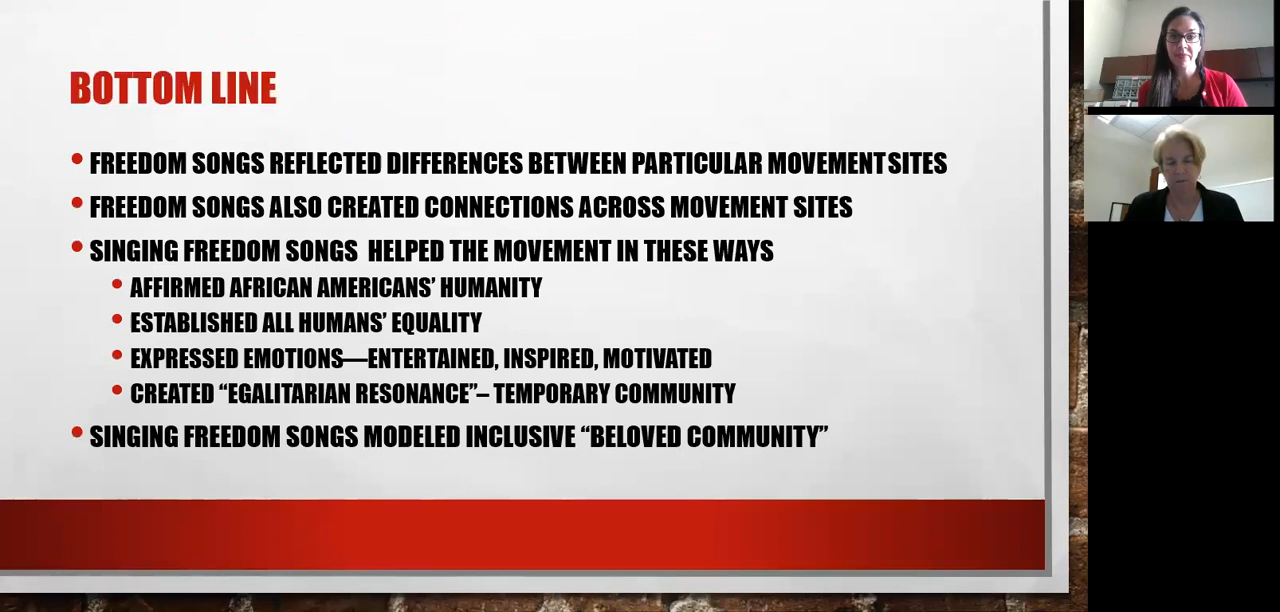 BOTTOM LINE
FREEDOM SONGS REFLECTED DIFFERENCES BETWEEN PARTICULAR MOVEMENT SITES
FREEDOM SONGS ALSO CREATED CONNECTIONS ACROSS MOVEMENT SITES
SINGING FREEDOM SONGS HELPED THE MOVEMENT IN THESE WAYS
AFFIRMED AFRICAN AMERICANS’ HUMANITY
ESTABLISHED ALL HUMANS’ EQUALITY
EXPRESSED EMOTIONS—ENTERTAINED, INSPIRED, MOTIVATED
CREATED “EGALITARIAN RESONANCE”– TEMPORARY COMMUNITY
SINGING FREEDOM SONGS MODELED INCLUSIVE “BELOVED COMMUNITY”